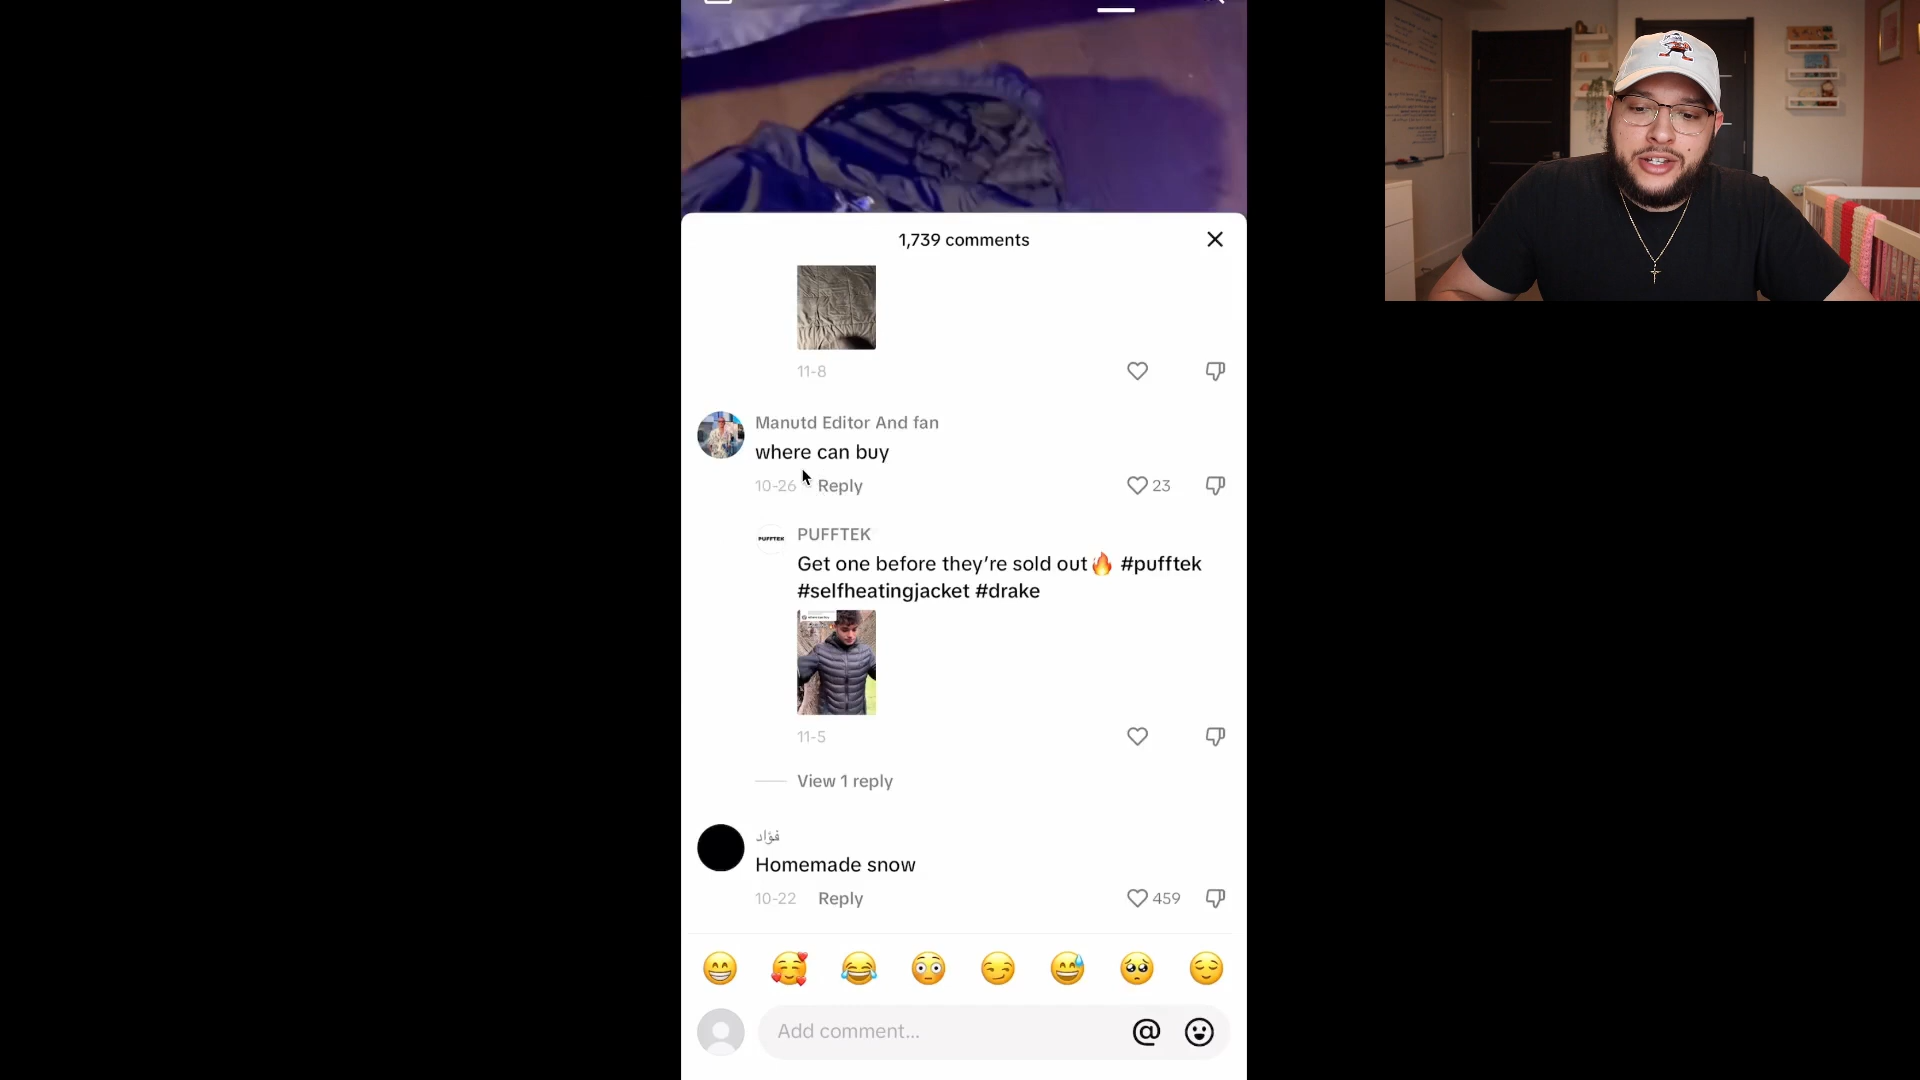 1,739 comments
11-8
Manutd Editor And fan
where can buy
10-26 Reply 23
PUFFTEK
PUFFTEK
Get one before they're sold out🔥 #pufftek
#selfheatingjacket #drake
11-5
View 1 reply
فؤاد
Homemade snow
10-22 Reply 459
Add comment...
@